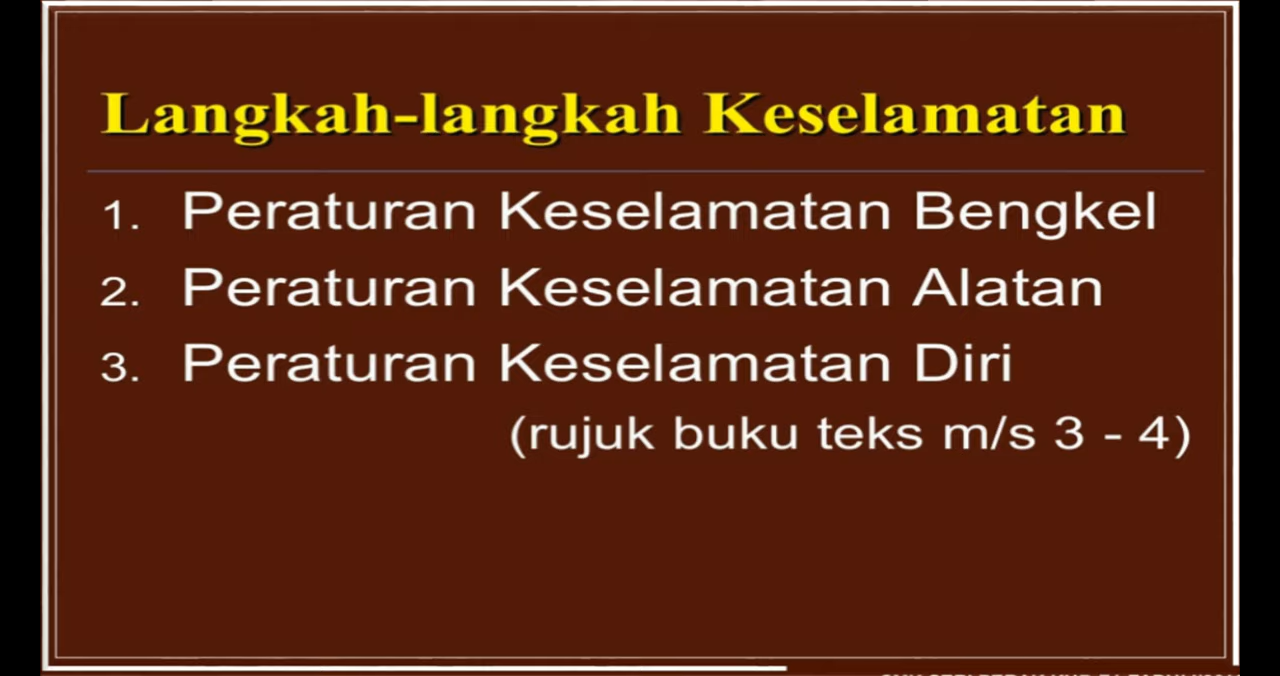 Langkah-langkah Keselamatan
1. Peraturan Keselamatan Bengkel
2. Peraturan Keselamatan Alatan
3. Peraturan Keselamatan Diri
(rujuk buku teks m/s 3 - 4)